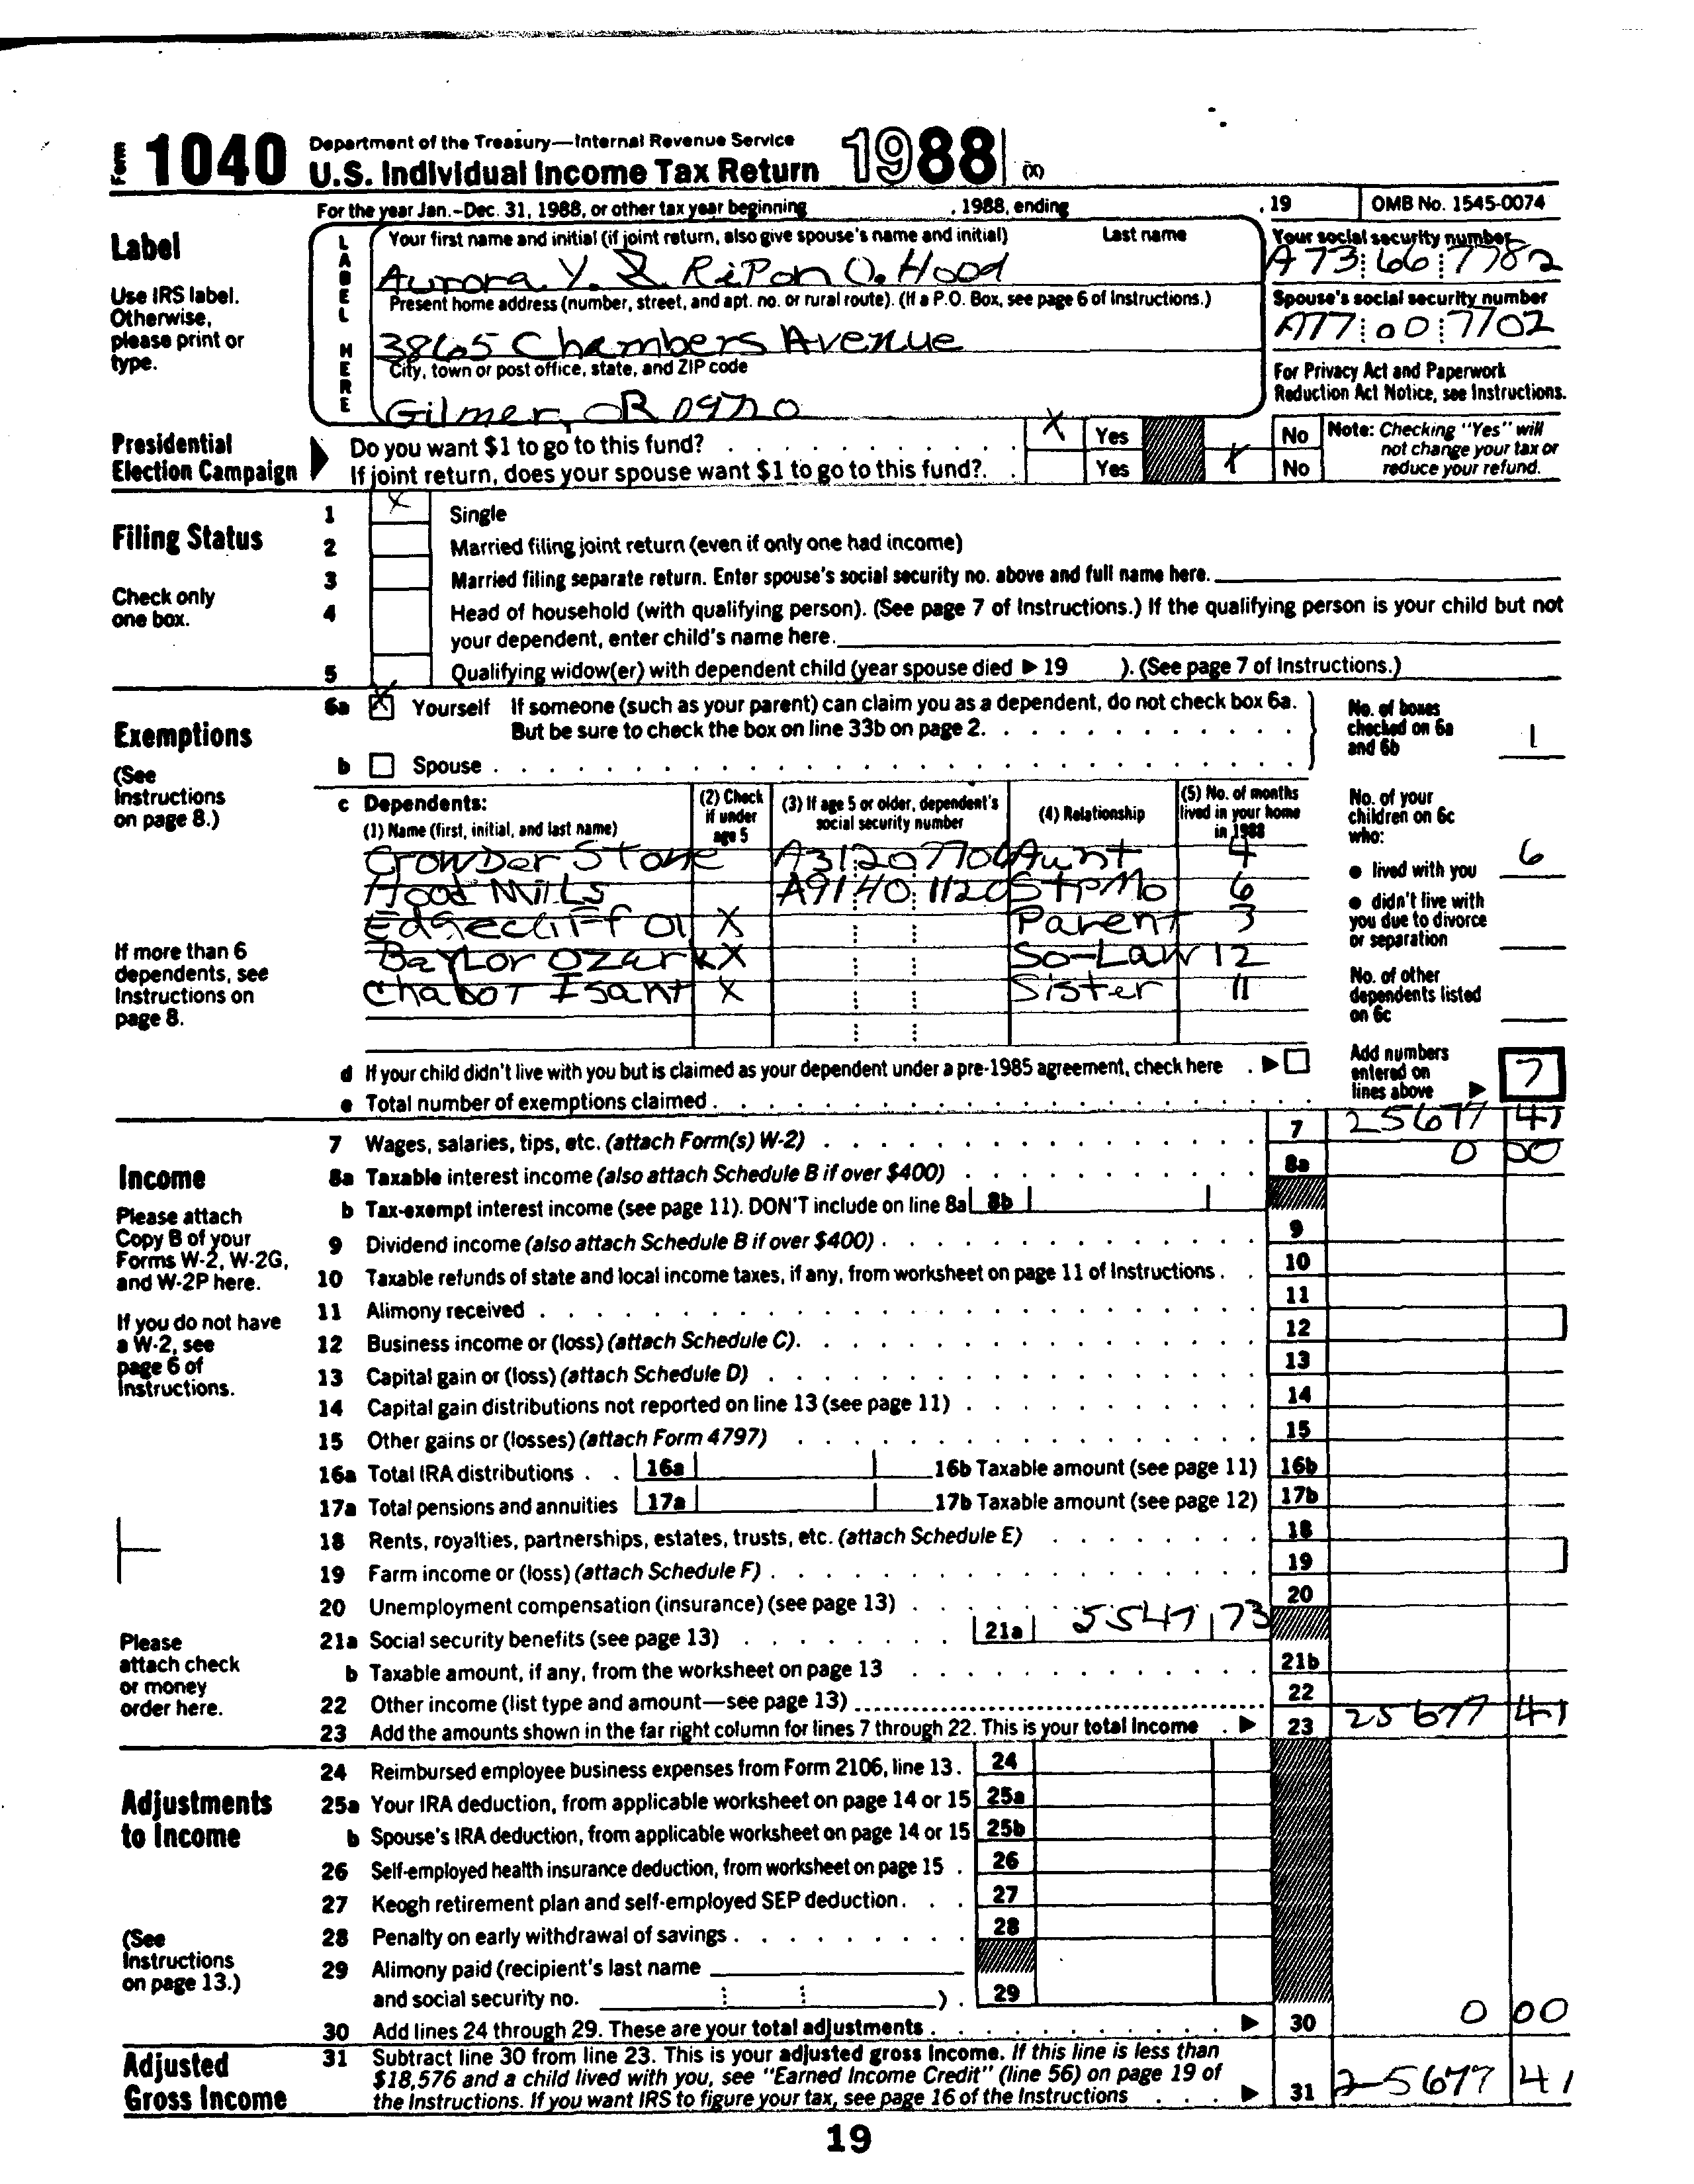 Form 1040 Department of the Treasury—Internal Revenue Service
U.S. Individual Income Tax Return 1988 (X)
For the year Jan.-Dec. 31, 1988, or other tax year beginning , 1988, ending , 19 OMB No. 1545-0074
Label
Use IRS label.
Otherwise,
please print or
type.
LABEL HERE
Your first name and initial (if joint return, also give spouse's name and initial) Last name
Aurora Y. & Ripon O. Hood
Present home address (number, street, and apt. no. or rural route). (If a P.O. Box, see page 6 of Instructions.)
3865 Chambers Avenue
City, town or post office, state, and ZIP code
Gilmer, OR 09720
Your social security number
A73 66 7782
Spouse's social security number
A77 00 7702
For Privacy Act and Paperwork
Reduction Act Notice, see Instructions.
Presidential
Election Campaign
Do you want $1 to go to this fund? X Yes No
If joint return, does your spouse want $1 to go to this fund? Yes X No
Note: Checking "Yes" will
not change your tax or
reduce your refund.
Filing Status
Check only
one box.
1 X Single
2 Married filing joint return (even if only one had income)
3 Married filing separate return. Enter spouse's social security no. above and full name here.
4 Head of household (with qualifying person). (See page 7 of Instructions.) If the qualifying person is your child but not
your dependent, enter child's name here.
5 Qualifying widow(er) with dependent child (year spouse died ▶ 19 ). (See page 7 of Instructions.)
Exemptions
(See
Instructions
on page 8.)
If more than 6
dependents, see
Instructions on
page 8.
6a X Yourself If someone (such as your parent) can claim you as a dependent, do not check box 6a.
But be sure to check the box on line 33b on page 2.
b Spouse
c Dependents:
(1) Name (first, initial, and last name)
(2) Check
if under
age 5
(3) If age 5 or older, dependent's
social security number
(4) Relationship
(5) No. of months
lived in your home
in 1988
Crowder Stone A31 20 7706 Aunt 4
Hood Mills A91 40 1120 StpMo 6
Edgecliff Ol X Parent 3
Baylor Ozark X So-Law 12
Chabot Isant X Sister 11
No. of boxes
checked on 6a
and 6b 1
No. of your
children on 6c
who:
• lived with you 6
• didn't live with
you due to divorce
or separation
No. of other
dependents listed
on 6c
Add numbers
entered on
lines above ▶ 7
d If your child didn't live with you but is claimed as your dependent under a pre-1985 agreement, check here ▶
e Total number of exemptions claimed
Income
Please attach
Copy B of your
Forms W-2, W-2G,
and W-2P here.
If you do not have
a W-2, see
page 6 of
Instructions.
Please
attach check
or money
order here.
7 Wages, salaries, tips, etc. (attach Form(s) W-2) 7 25677 41
8a Taxable interest income (also attach Schedule B if over $400) 8a 0 00
b Tax-exempt interest income (see page 11). DON'T include on line 8a 8b
9 Dividend income (also attach Schedule B if over $400) 9
10 Taxable refunds of state and local income taxes, if any, from worksheet on page 11 of Instructions 10
11 Alimony received 11
12 Business income or (loss) (attach Schedule C) 12
13 Capital gain or (loss) (attach Schedule D) 13
14 Capital gain distributions not reported on line 13 (see page 11) 14
15 Other gains or (losses) (attach Form 4797) 15
16a Total IRA distributions 16a 16b Taxable amount (see page 11) 16b
17a Total pensions and annuities 17a 17b Taxable amount (see page 12) 17b
18 Rents, royalties, partnerships, estates, trusts, etc. (attach Schedule E) 18
19 Farm income or (loss) (attach Schedule F) 19
20 Unemployment compensation (insurance) (see page 13) 20
21a Social security benefits (see page 13) 21a 5547 73
b Taxable amount, if any, from the worksheet on page 13 21b
22 Other income (list type and amount—see page 13) 22
23 Add the amounts shown in the far right column for lines 7 through 22. This is your total income ▶ 23 25677 41
Adjustments
to Income
(See
Instructions
on page 13.)
24 Reimbursed employee business expenses from Form 2106, line 13 24
25a Your IRA deduction, from applicable worksheet on page 14 or 15 25a
b Spouse's IRA deduction, from applicable worksheet on page 14 or 15 25b
26 Self-employed health insurance deduction, from worksheet on page 15 26
27 Keogh retirement plan and self-employed SEP deduction 27
28 Penalty on early withdrawal of savings 28
29 Alimony paid (recipient's last name
and social security no. ) 29
30 Add lines 24 through 29. These are your total adjustments ▶ 30 0 00
Adjusted
Gross Income
31 Subtract line 30 from line 23. This is your adjusted gross income. If this line is less than
$18,576 and a child lived with you, see "Earned Income Credit" (line 56) on page 19 of
the Instructions. If you want IRS to figure your tax, see page 16 of the Instructions ▶ 31 25677 41
19